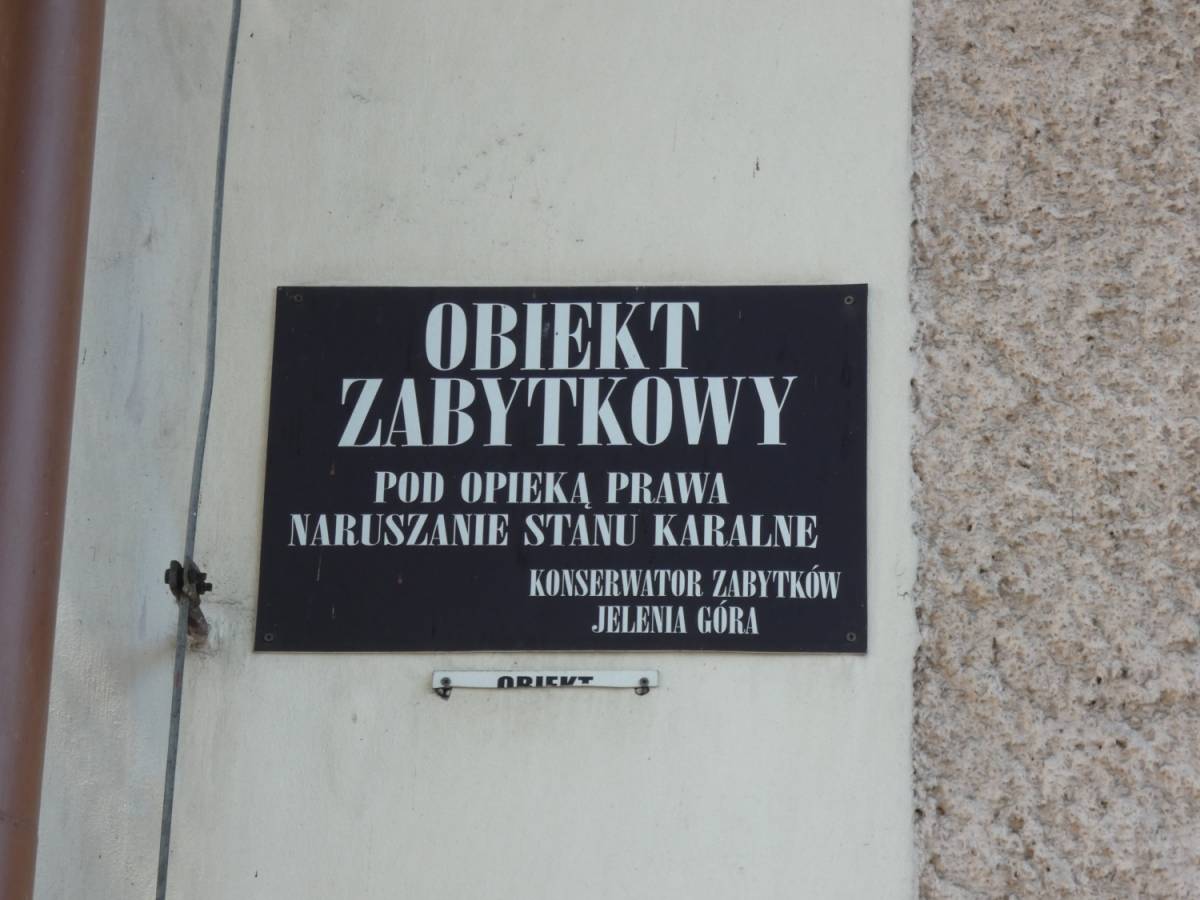 OBIEKT
ZABYTKOWY
POD OPIEKĄ PRAWA
NARUSZANIE STANU KARALNE
KONSERWATOR ZABYTKÓW
JELENIA GÓRA
OBIEKT